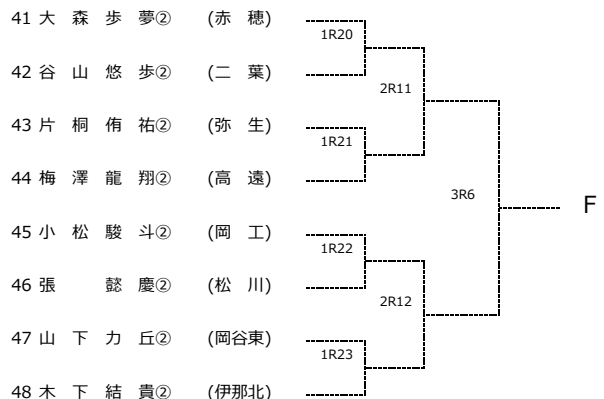 41 大 森 歩 夢② (赤 穂)
1R20
42 谷 山 悠 歩② (二 葉)
2R11
43 片 桐 侑 祐② (弥 生)
1R21
44 梅 澤 龍 翔② (高 遠)
3R6
F
45 小 松 駿 斗② (岡 工)
1R22
46 張 懿 慶② (松 川)
2R12
47 山 下 力 丘② (岡谷東)
1R23
48 木 下 結 貴② (伊那北)